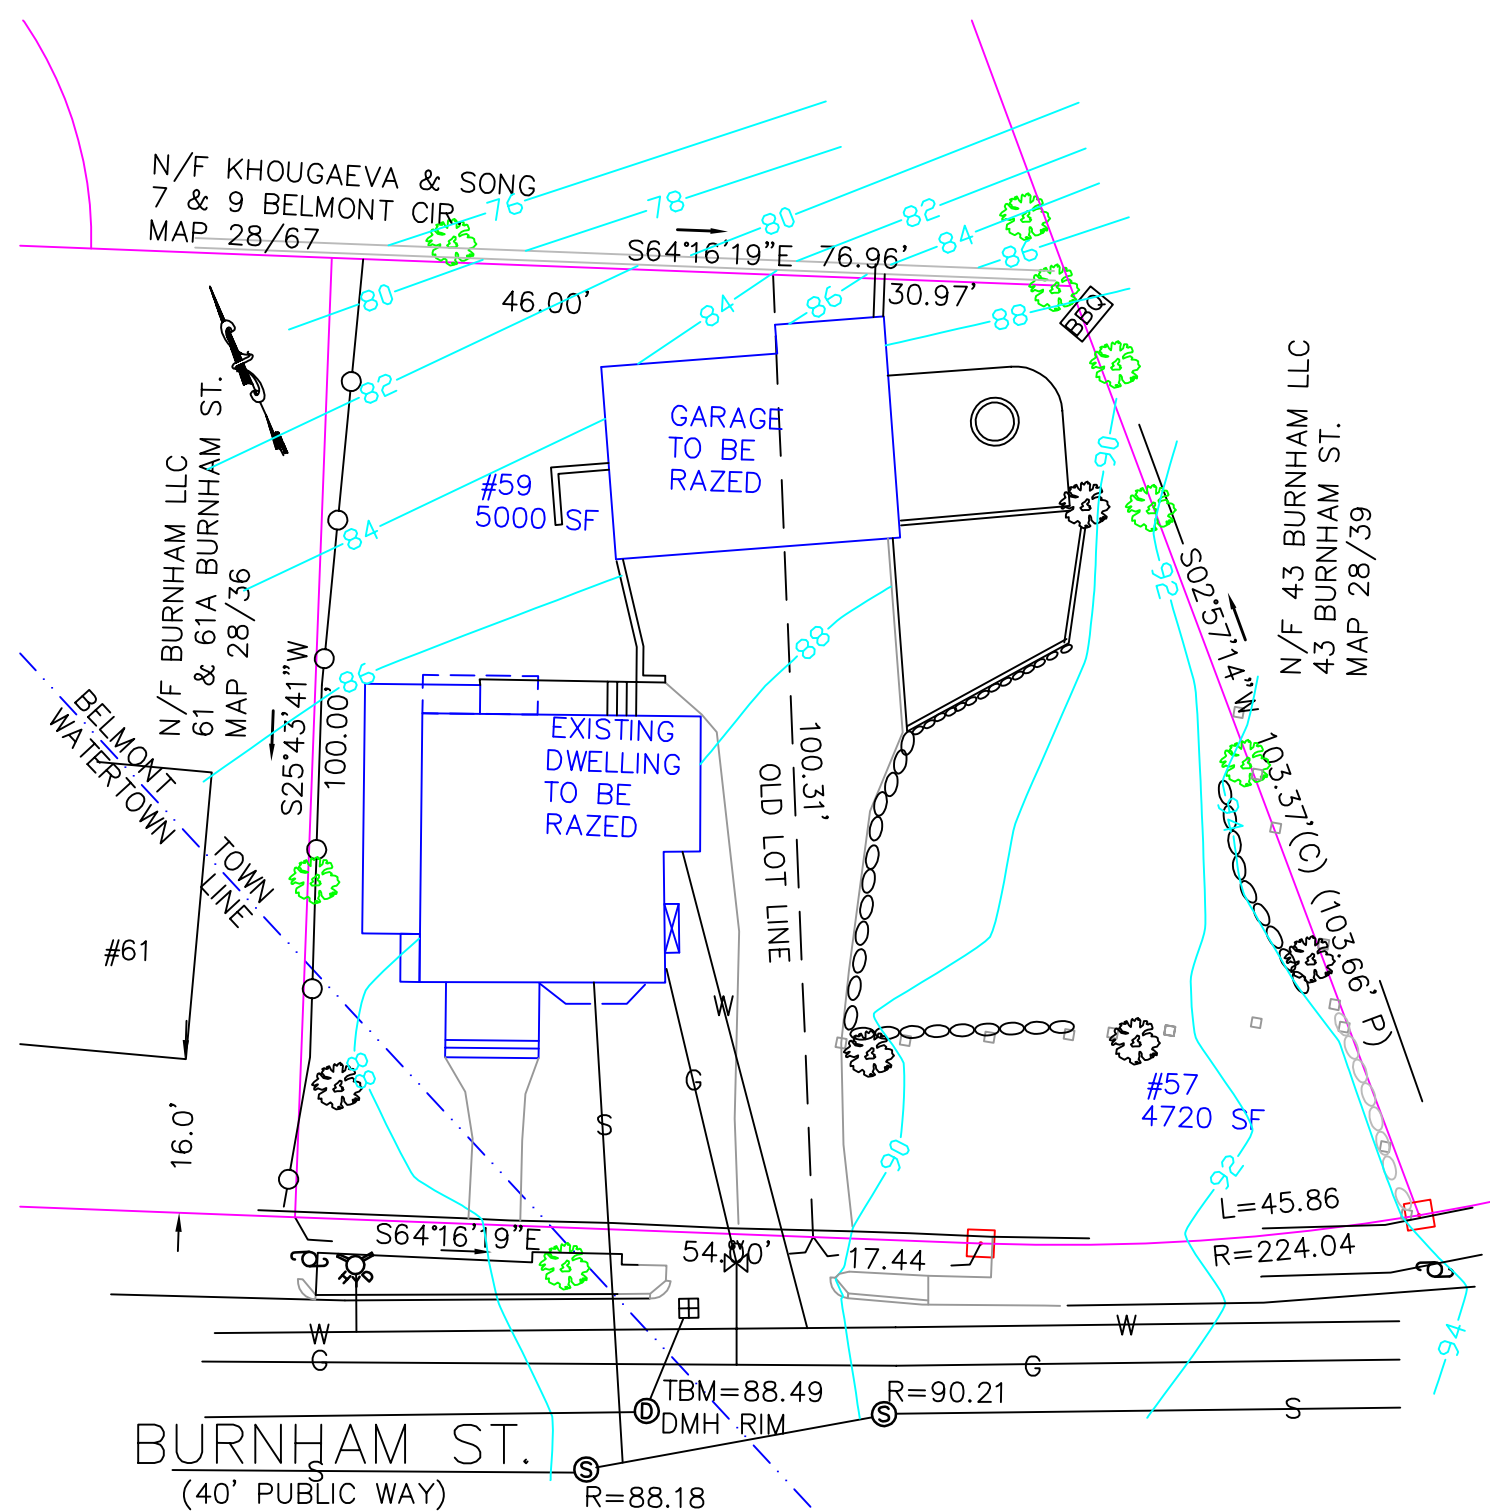 N/F KHOUGAEVA & SONG
7 & 9 BELMONT CIR.
MAP 28/67
76
78
80
82
84
86
88
S64°16'19"E 76.96'
46.00'
30.97'
80
82
84
86
84
86
BBQ
N/F BURNHAM LLC
61 & 61A BURNHAM ST.
MAP 28/36
N/F 43 BURNHAM LLC
43 BURNHAM ST.
MAP 28/39
GARAGE
TO BE
RAZED
#59
5000 SF
90
92
88
S02°57'14"W
103.37'(C) (103.66' P)
S25°43'41"W
100.00'
BELMONT
WATERTOWN
TOWN
LINE
EXISTING
DWELLING
TO BE
RAZED
100.31'
OLD LOT LINE
94
#61
W
G
S
88
#57
4720 SF
16.0'
90
92
L=45.86
R=224.04
S64°16'19"E
17.44
W
G
W
G
S
94
TBM=88.49
DMH RIM
R=90.21
D
S
S
BURNHAM ST.
(40' PUBLIC WAY)
S
R=88.18